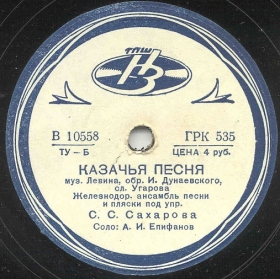 ТПШ
НЗ
В 10558 ГРК 535
ТУ — Б ЦЕНА 4 руб.
КАЗАЧЬЯ ПЕСНЯ
муз. Левина, обр. И. Дунаевского,
сл. Угарова
Железнодор. ансамбль песни
и пляски под упр.
С. С. Сахарова
Соло: А. И. Епифанов